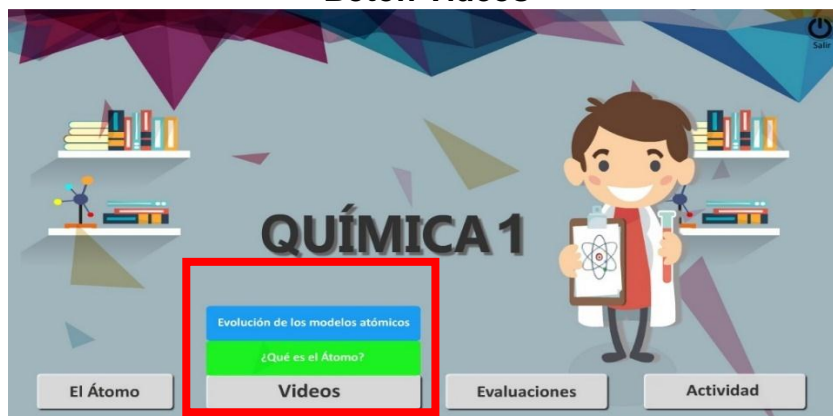 Botón Videos
Salir
QUÍMICA 1
Evolución de los modelos atómicos
¿Qué es el Átomo?
El Átomo
Videos
Evaluaciones
Actividad